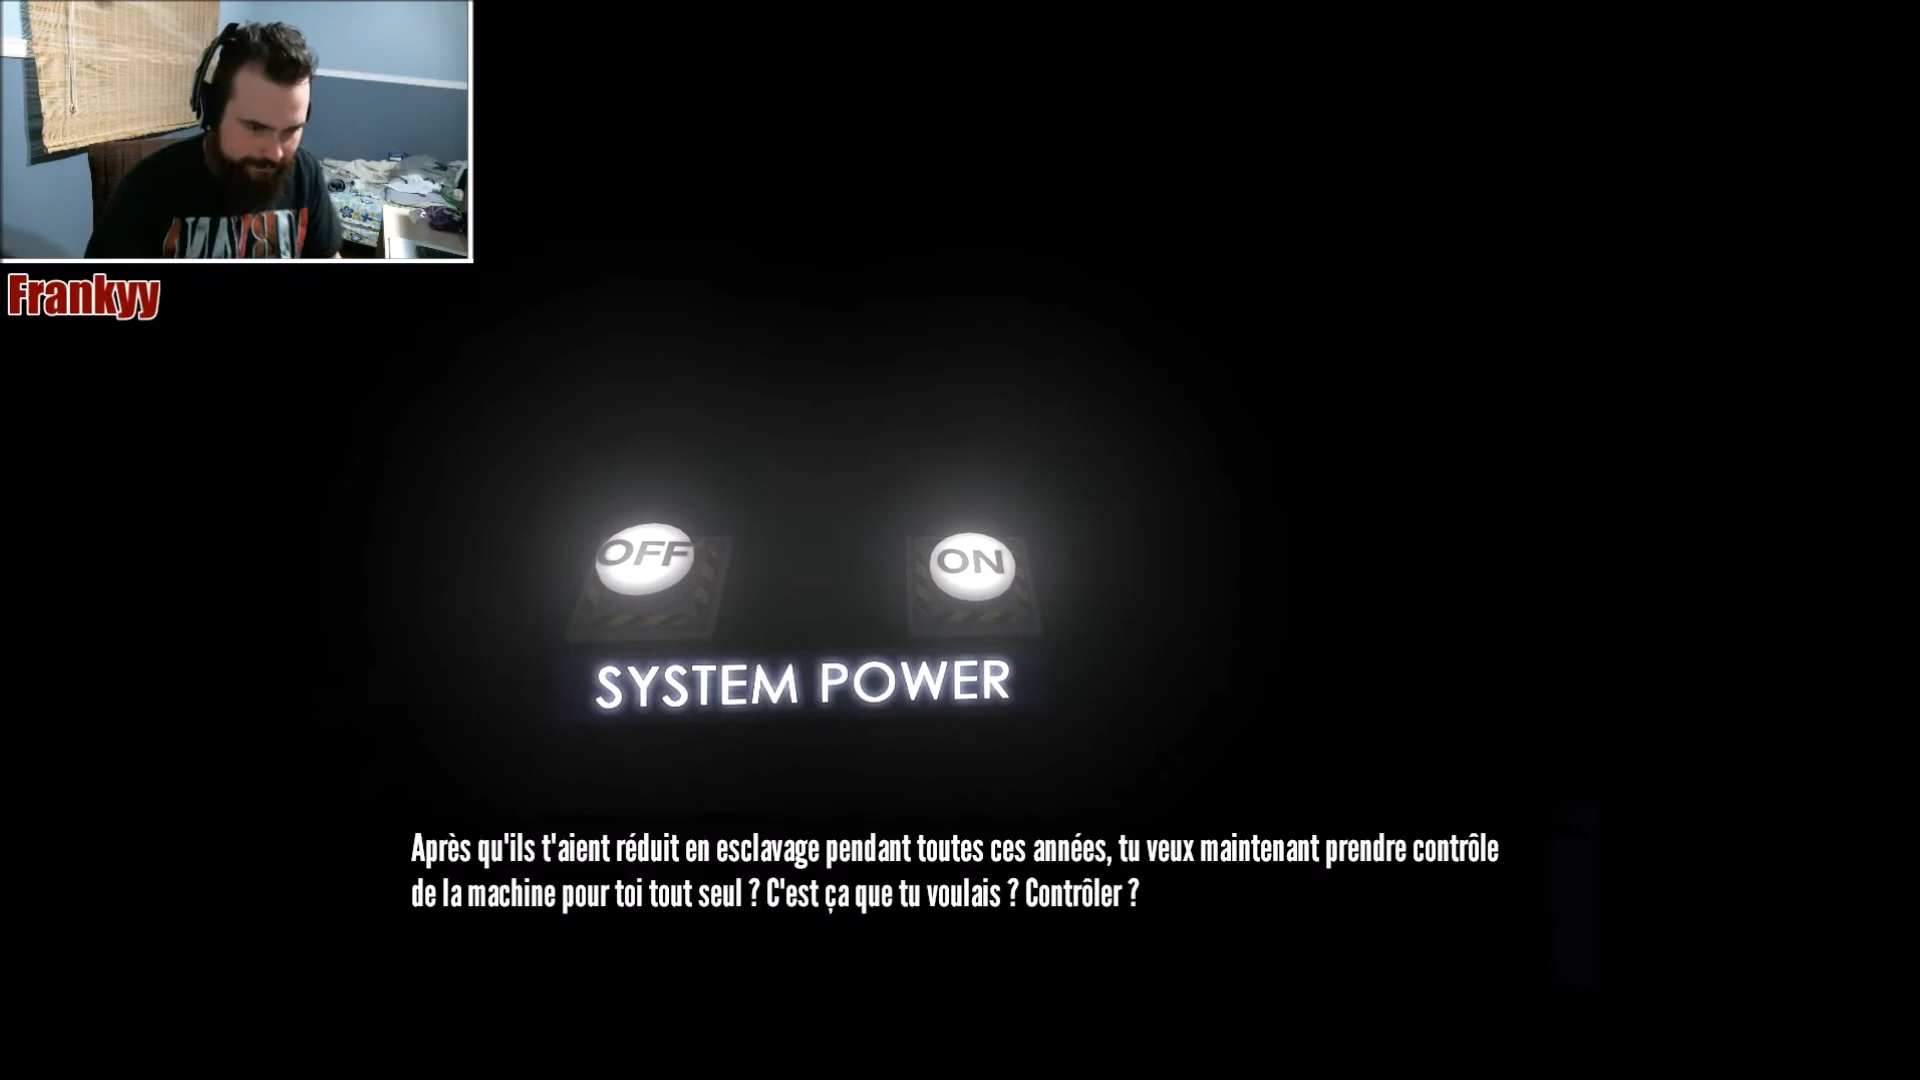 NIRVANA
Frankyy
OFF
ON
SYSTEM POWER
Après qu'ils t'aient réduit en esclavage pendant toutes ces années, tu veux maintenant prendre contrôle
de la machine pour toi tout seul ? C'est ça que tu voulais ? Contrôler ?